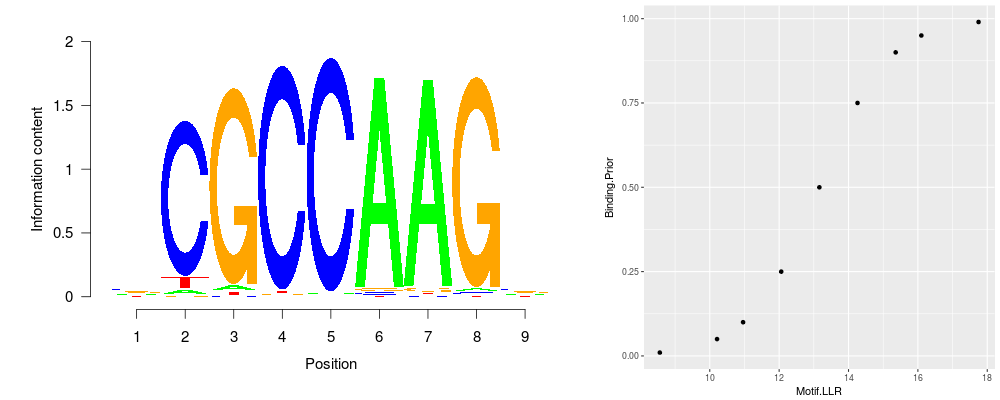 2
1.5
1
0.5
0
Information content
CGCCAAG
T
1 2 3 4 5 6 7 8 9
Position
1.00
0.75
0.50
0.25
0.00
Binding.Prior
10 12 14 16 18
Motif.LLR